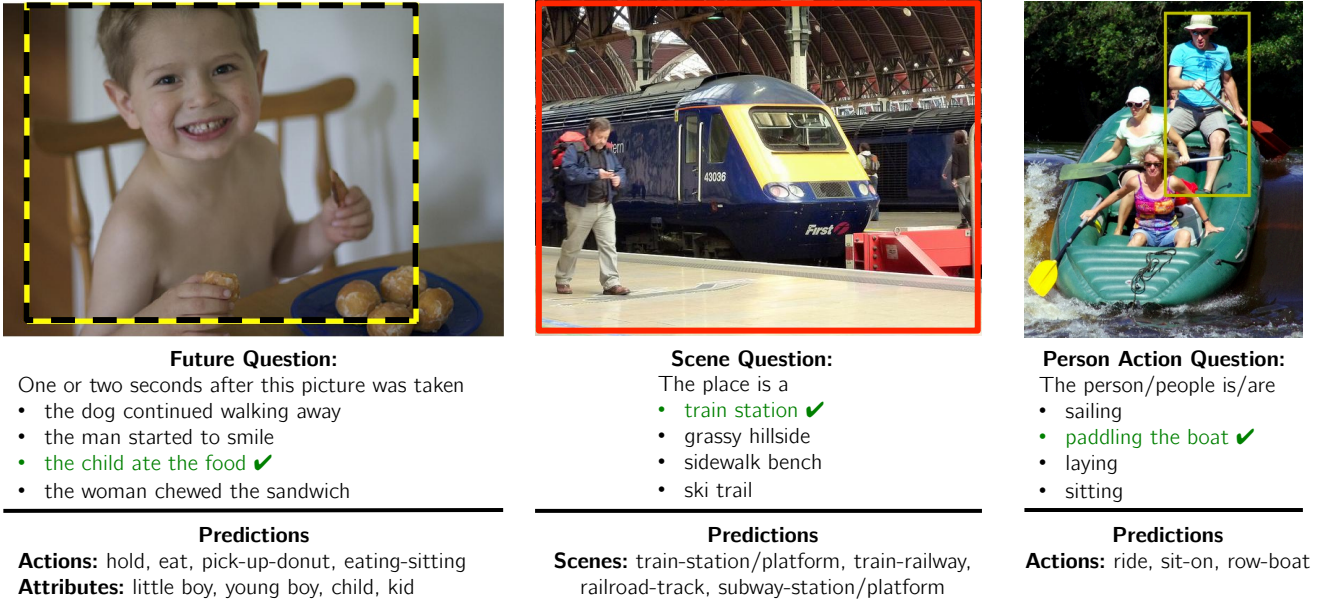 43036
First
Future Question:
One or two seconds after this picture was taken
• the dog continued walking away
• the man started to smile
• the child ate the food ✔
• the woman chewed the sandwich
Predictions
Actions: hold, eat, pick-up-donut, eating-sitting
Attributes: little boy, young boy, child, kid
Scene Question:
The place is a
• train station ✔
• grassy hillside
• sidewalk bench
• ski trail
Predictions
Scenes: train-station/platform, train-railway,
railroad-track, subway-station/platform
Person Action Question:
The person/people is/are
• sailing
• paddling the boat ✔
• laying
• sitting
Predictions
Actions: ride, sit-on, row-boat